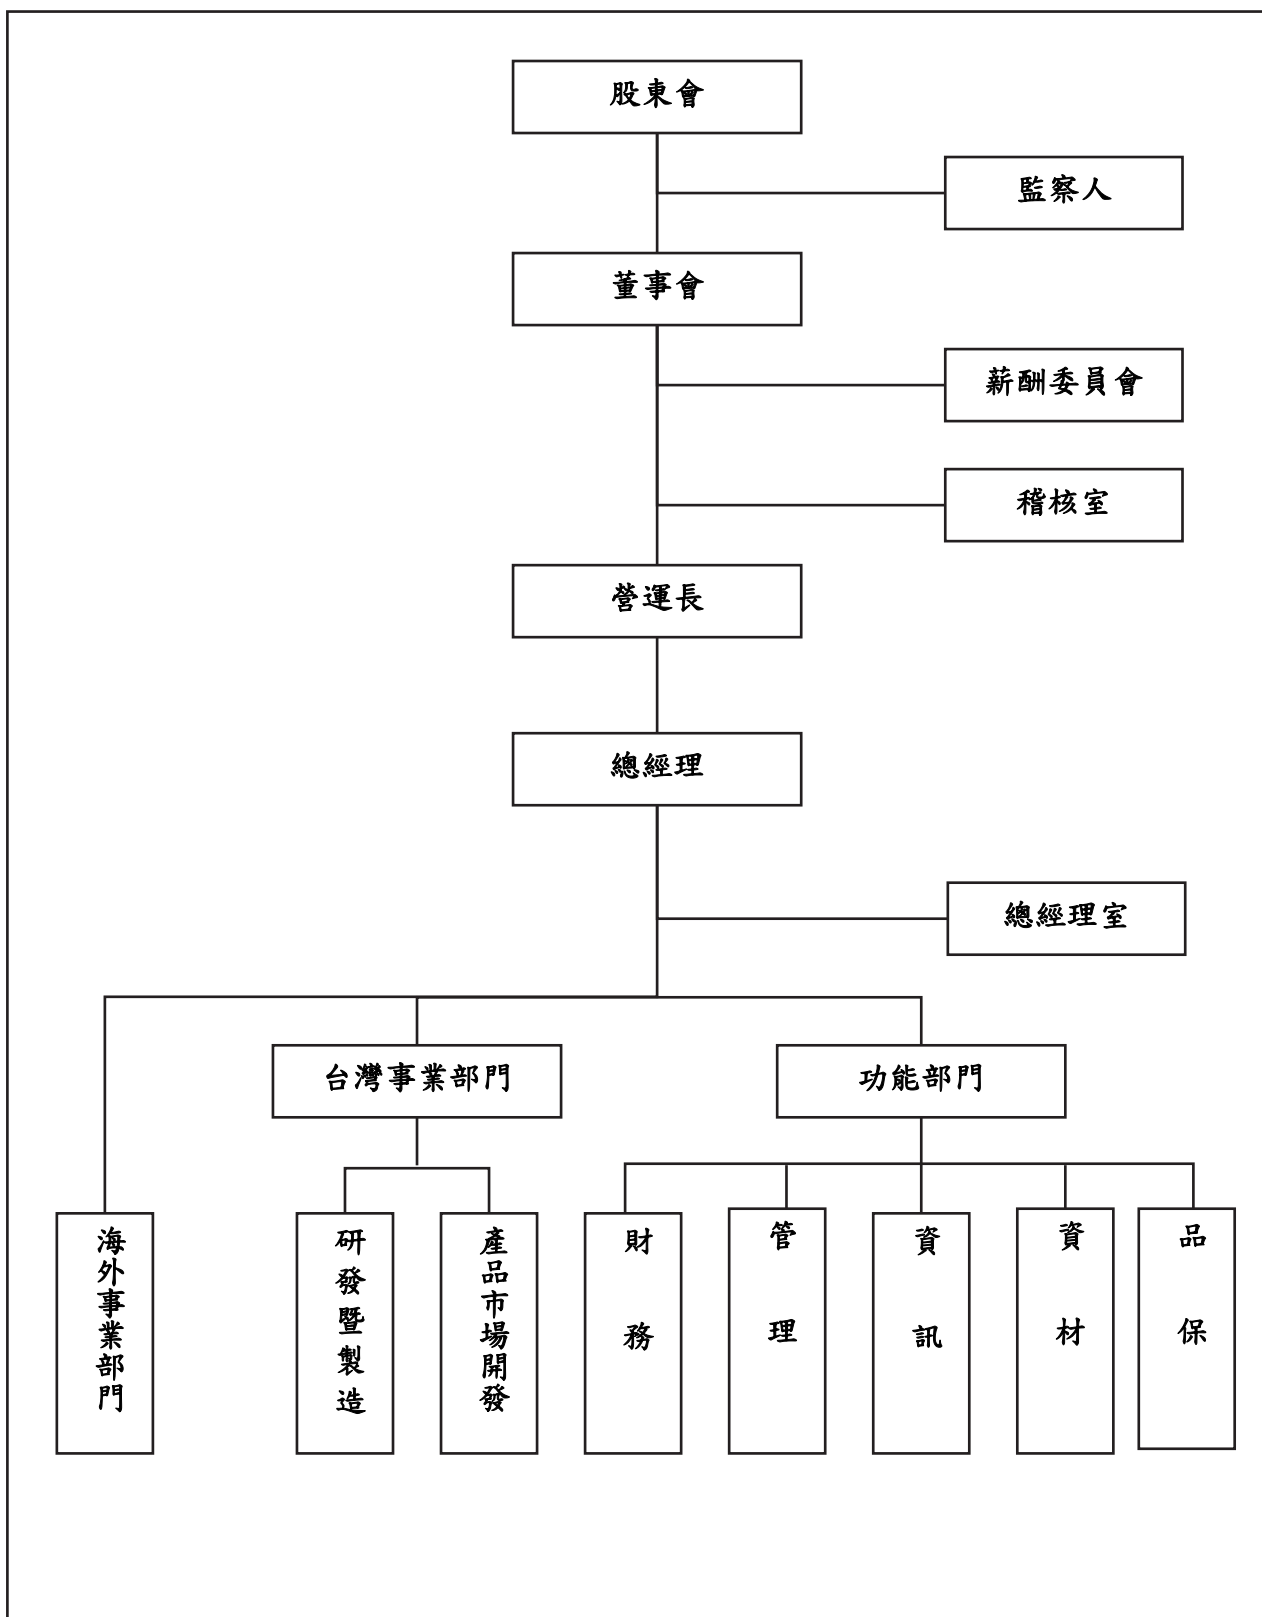 股東會
監察人
董事會
薪酬委員會
稽核室
營運長
總經理
總經理室
台灣事業部門
功能部門
海外事業部門
研發暨製造
產品市場開發
財務
管理
資訊
資材
品保